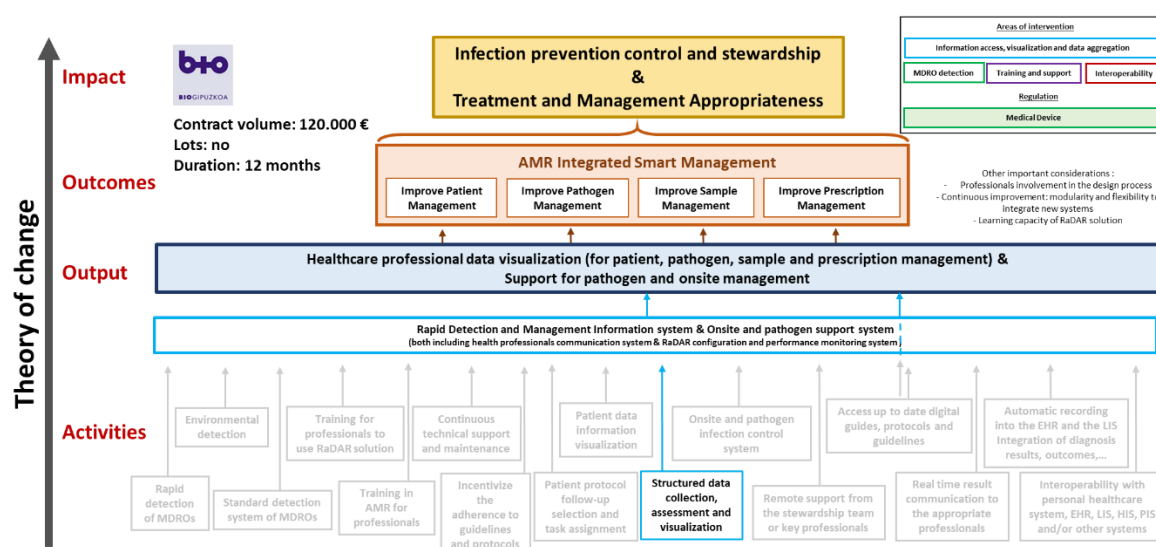 Theory of change
Impact
Outcomes
Output
Activities
bio
BIOGIPUZKOA
Contract volume: 120.000 €
Lots: no
Duration: 12 months
Infection prevention control and stewardship
&
Treatment and Management Appropriateness
Areas of intervention
Information access, visualization and data aggregation
MDRO detection
Training and support
Interoperability
Regulation
Medical Device
AMR Integrated Smart Management
Improve Patient
Management
Improve Pathogen
Management
Improve Sample
Management
Improve Prescription
Management
Other important considerations :
- Professionals involvement in the design process
- Continuous improvement: modularity and flexibility to
integrate new systems
- Learning capacity of RaDAR solution
Healthcare professional data visualization (for patient, pathogen, sample and prescription management) &
Support for pathogen and onsite management
Rapid Detection and Management Information system & Onsite and pathogen support system
(both including health professionals communication system & RaDAR configuration and performance monitoring system)
Environmental
detection
Training for
professionals to
use RaDAR solution
Continuous
technical support
and maintenance
Patient data
information
visualization
Onsite and pathogen
infection control
system
Access up to date digital
guides, protocols and
guidelines
Automatic recording
into the EHR and the LIS
Integration of diagnosis
results, outcomes,...
Rapid
detection
of MDROs
Standard detection
system of MDROs
Training in
AMR for
professionals
Incentivize
the
adherence to
guidelines
and protocols
Patient protocol
follow-up
selection and
task assignment
Structured data
collection,
assessment and
visualization
Remote support from
the stewardship team
or key professionals
Real time result
communication to
the appropriate
professionals
Interoperability with
personal healthcare
system, EHR, LIS, HIS, PIS
and/or other systems